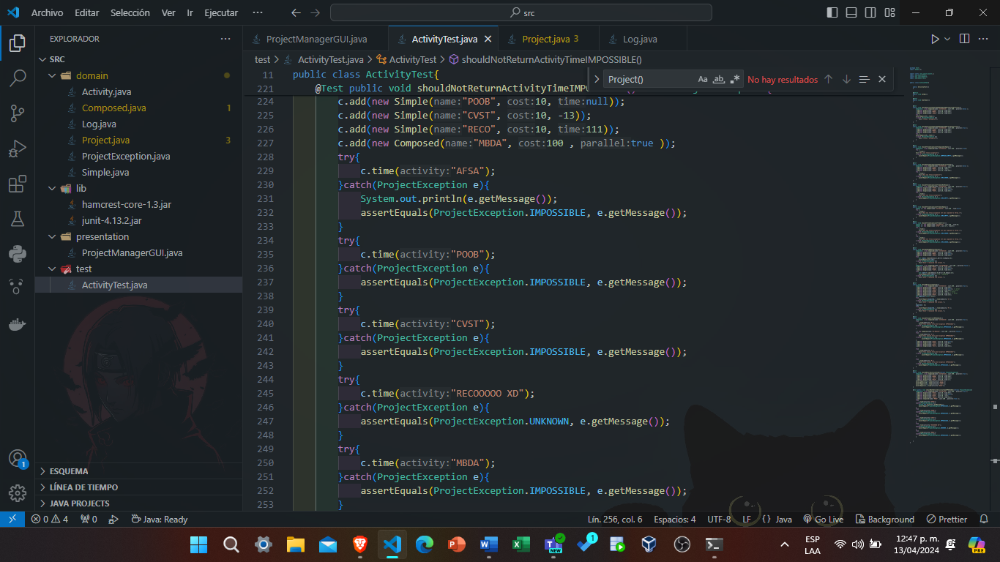 Archivo Editar Selección Ver Ir Ejecutar ··· src
EXPLORADOR ···
SRC
domain
Activity.java
Composed.java 1
Log.java
Project.java 3
ProjectException.java
Simple.java
lib
hamcrest-core-1.3.jar
junit-4.13.2.jar
presentation
ProjectManagerGUI.java
test
ActivityTest.java
ESQUEMA
LÍNEA DE TIEMPO
JAVA PROJECTS
1
ProjectManagerGUI.java ActivityTest.java Project.java 3 Log.java
test > ActivityTest.java > ActivityTest > shouldNotReturnActivityTimeIMPOSSIBLE()
Project() Aa ab .* No hay resultados
11 public class ActivityTest{
221 @Test public void shouldNotReturnActivityTimeIMPO
224 c.add(new Simple(name:"POOB", cost:10, time:null));
225 c.add(new Simple(name:"CVST", cost:10, -13));
226 c.add(new Simple(name:"RECO", cost:10, time:111));
227 c.add(new Composed(name:"MBDA", cost:100 , parallel:true ));
228 try{
229 c.time(activity:"AFSA");
230 }catch(ProjectException e){
231 System.out.println(e.getMessage());
232 assertEquals(ProjectException.IMPOSSIBLE, e.getMessage());
233 }
234 try{
235 c.time(activity:"POOB");
236 }catch(ProjectException e){
237 assertEquals(ProjectException.IMPOSSIBLE, e.getMessage());
238 }
239 try{
240 c.time(activity:"CVST");
241 }catch(ProjectException e){
242 assertEquals(ProjectException.IMPOSSIBLE, e.getMessage());
243 }
244 try{
245 c.time(activity:"RECOOOOO XD");
246 }catch(ProjectException e){
247 assertEquals(ProjectException.UNKNOWN, e.getMessage());
248 }
249 try{
250 c.time(activity:"MBDA");
251 }catch(ProjectException e){
252 assertEquals(ProjectException.IMPOSSIBLE, e.getMessage());
253 }
0 4 0 Java: Ready Lín. 256, col. 6 Espacios: 4 UTF-8 LF {} Java Go Live Background Prettier
NEW 1 ESP LAA 12:47 p. m. 13/04/2024 PRE